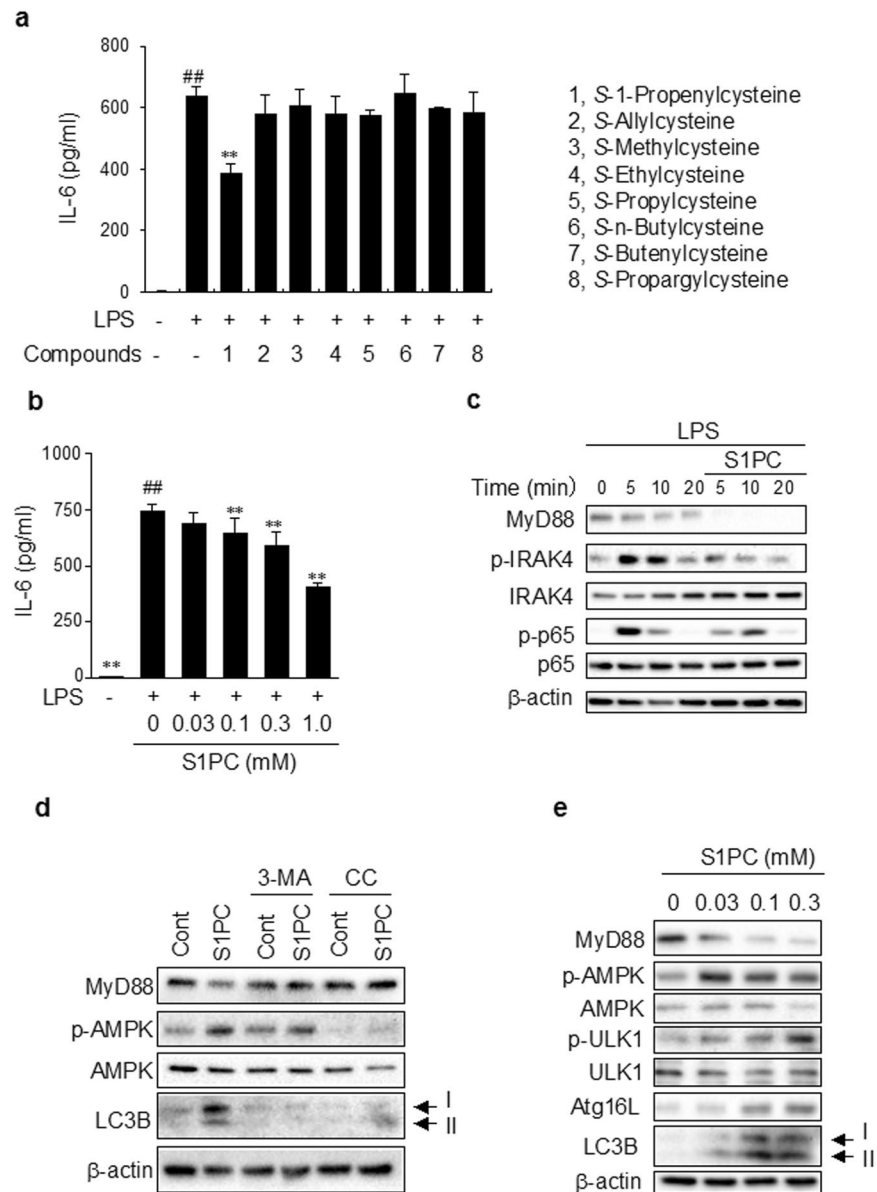 a
800
600
400
200
0
IL-6 (pg/ml)
##
**
LPS - + + + + + + + + +
Compounds - - 1 2 3 4 5 6 7 8
1, S-1-Propenylcysteine
2, S-Allylcysteine
3, S-Methylcysteine
4, S-Ethylcysteine
5, S-Propylcysteine
6, S-n-Butylcysteine
7, S-Butenylcysteine
8, S-Propargylcysteine
b
1000
750
500
250
0
IL-6 (pg/ml)
** ## ** ** **
LPS - + + + + +
0 0.03 0.1 0.3 1.0
S1PC (mM)
c
LPS
S1PC
Time (min) 0 5 10 20 5 10 20
MyD88
p-IRAK4
IRAK4
p-p65
p65
β-actin
d
3-MA CC
Cont S1PC Cont S1PC Cont S1PC
MyD88
p-AMPK
AMPK
LC3B I
II
β-actin
e
S1PC (mM)
0 0.03 0.1 0.3
MyD88
p-AMPK
AMPK
p-ULK1
ULK1
Atg16L
LC3B I
II
β-actin